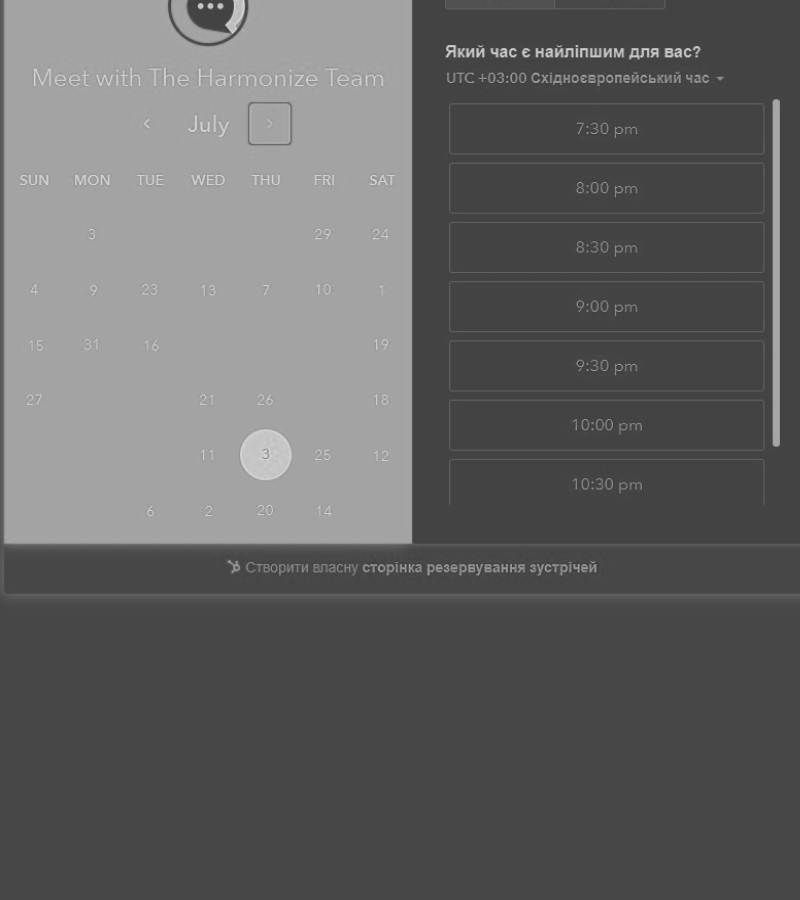 Meet with The Harmonize Team
July
SUN MON TUE WED THU FRI SAT
3 29 24
4 9 23 13 7 10 1
15 31 16 19
27 21 26 18
11 3 25 12
6 2 20 14
Який час є найліпшим для вас?
UTC +03:00 Східноєвропейський час
7:30 pm
8:00 pm
8:30 pm
9:00 pm
9:30 pm
10:00 pm
10:30 pm
Створити власну сторінка резервування зустрічей